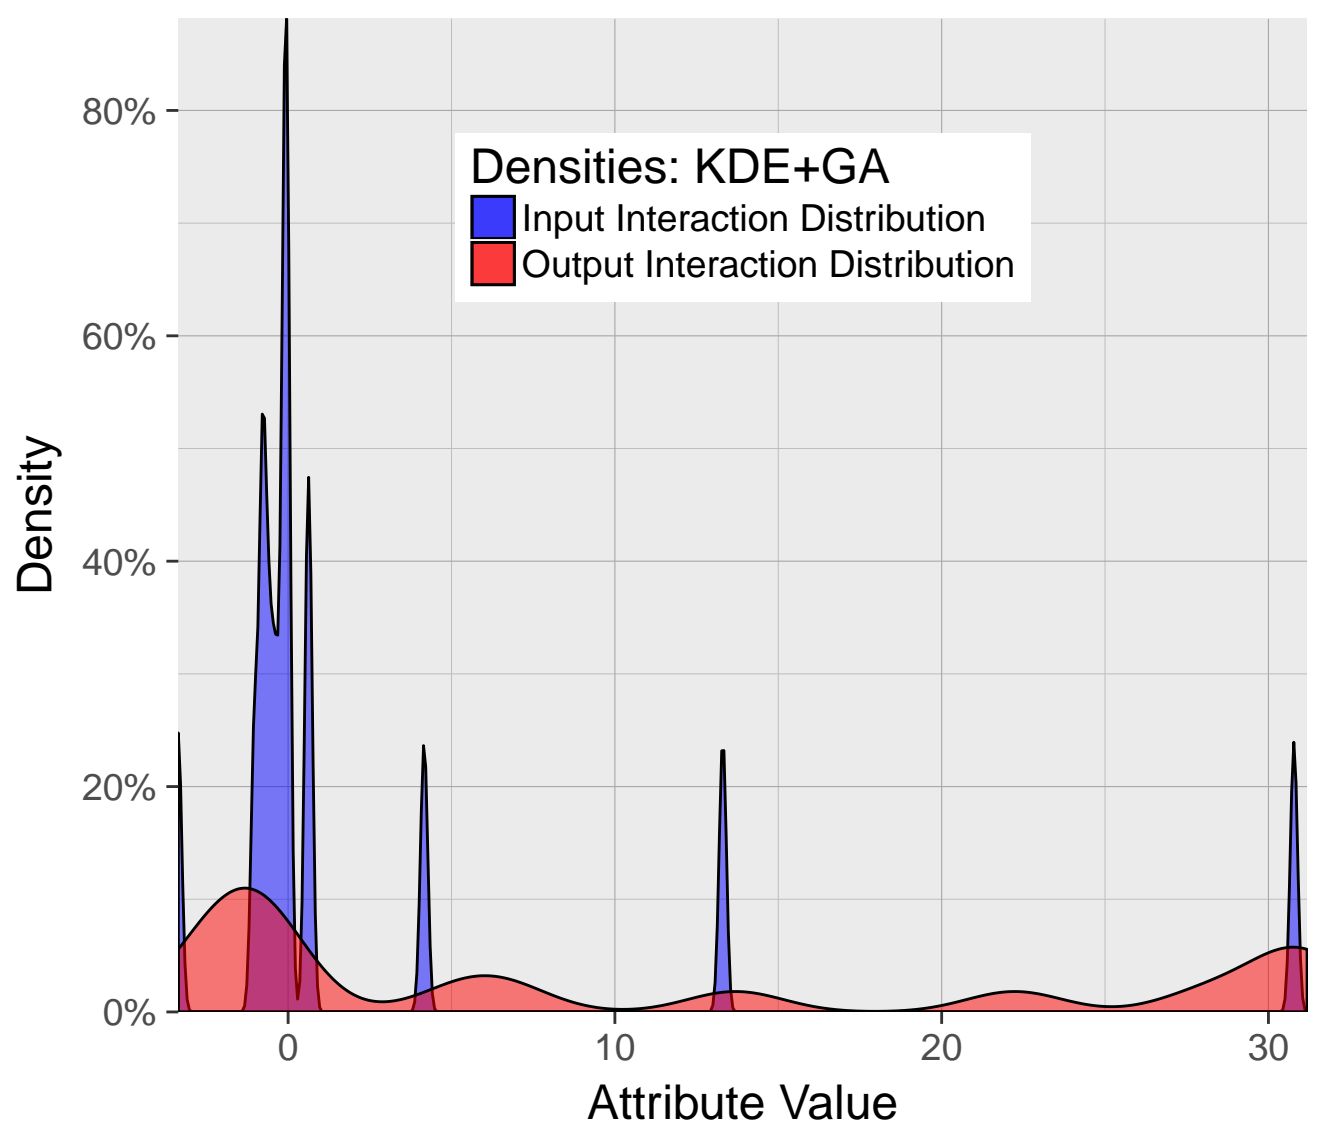 80%
60%
40%
20%
0%
Density
Densities: KDE+GA
Input Interaction Distribution
Output Interaction Distribution
0
10
20
30
Attribute Value